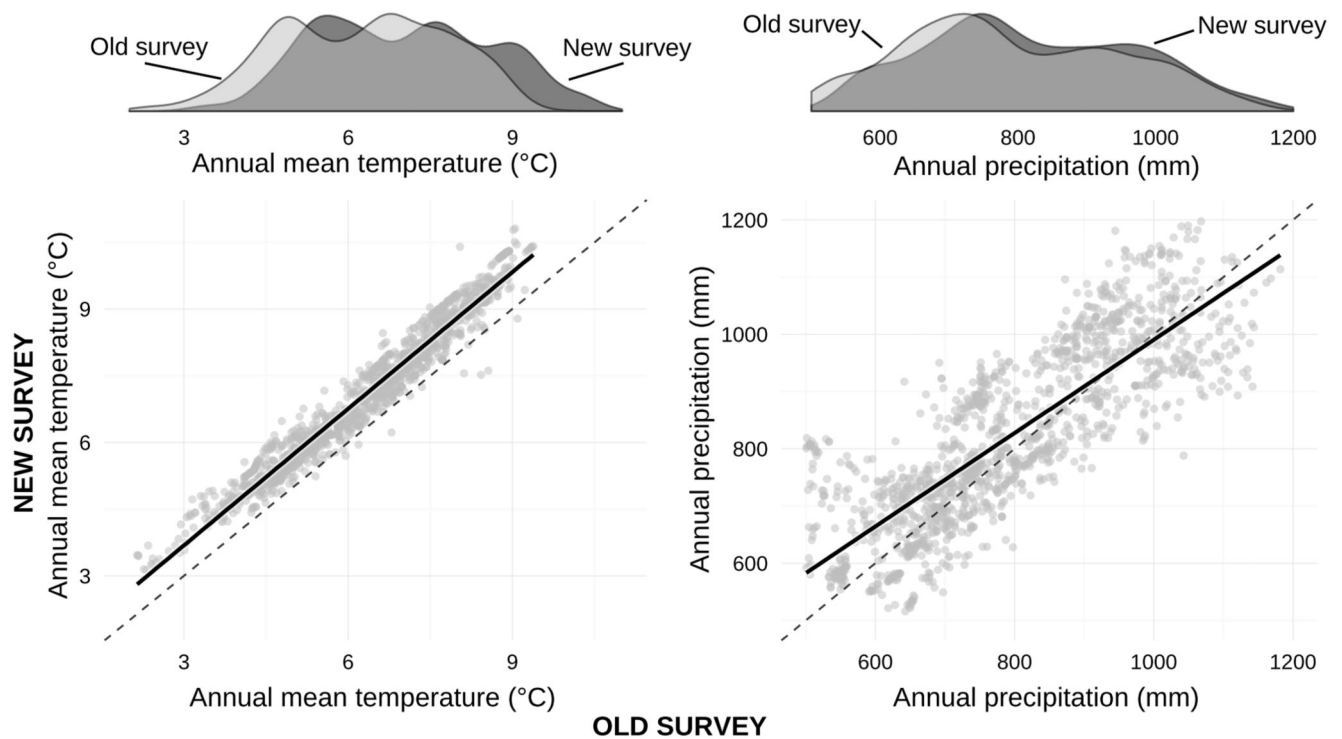 Old survey
New survey
3 6 9
Annual mean temperature (°C)
Old survey
New survey
600 800 1000 1200
Annual precipitation (mm)
NEW SURVEY
Annual mean temperature (°C)
9
6
3
3 6 9
Annual mean temperature (°C)
Annual precipitation (mm)
1200
1000
800
600
600 800 1000 1200
Annual precipitation (mm)
OLD SURVEY